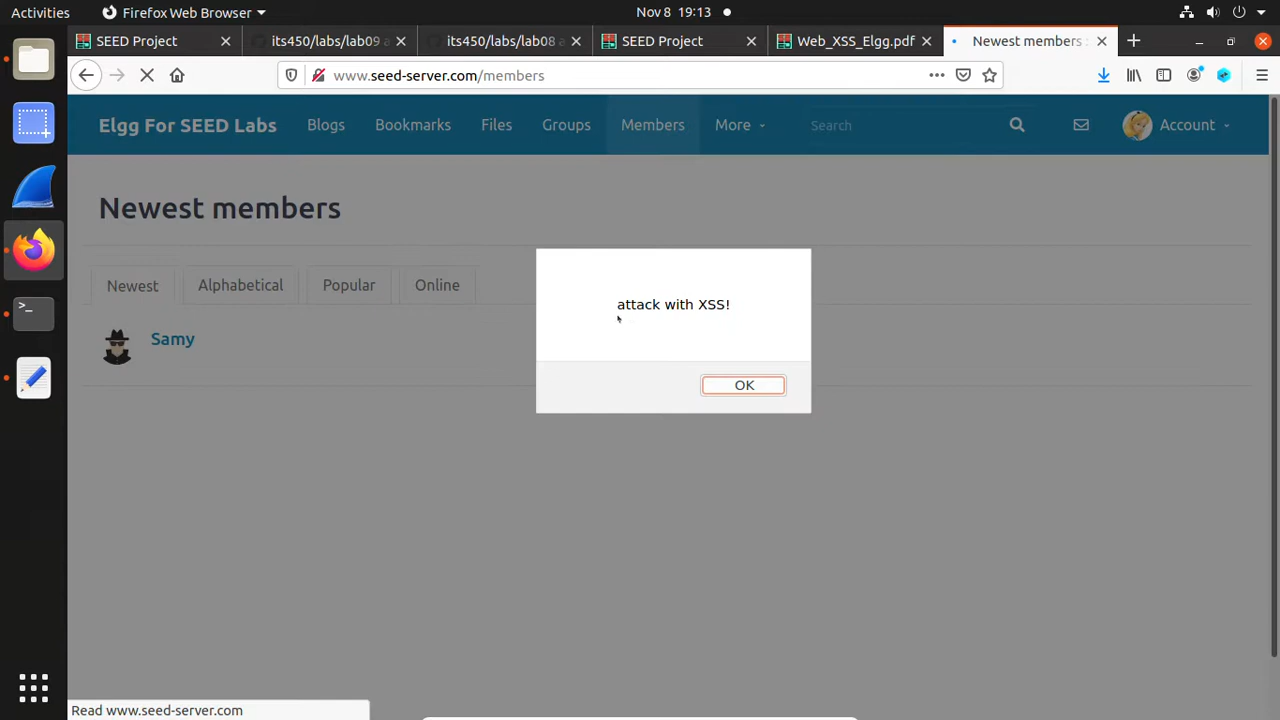 Activities Firefox Web Browser Nov 8 19:13
SEED Project its450/labs/lab09 a its450/labs/lab08 a SEED Project Web_XSS_Elgg.pdf Newest members :
www.seed-server.com/members
Elgg For SEED Labs Blogs Bookmarks Files Groups Members More Search Account
Newest members
Newest Alphabetical Popular Online
attack with XSS!
Samy
OK
Read www.seed-server.com